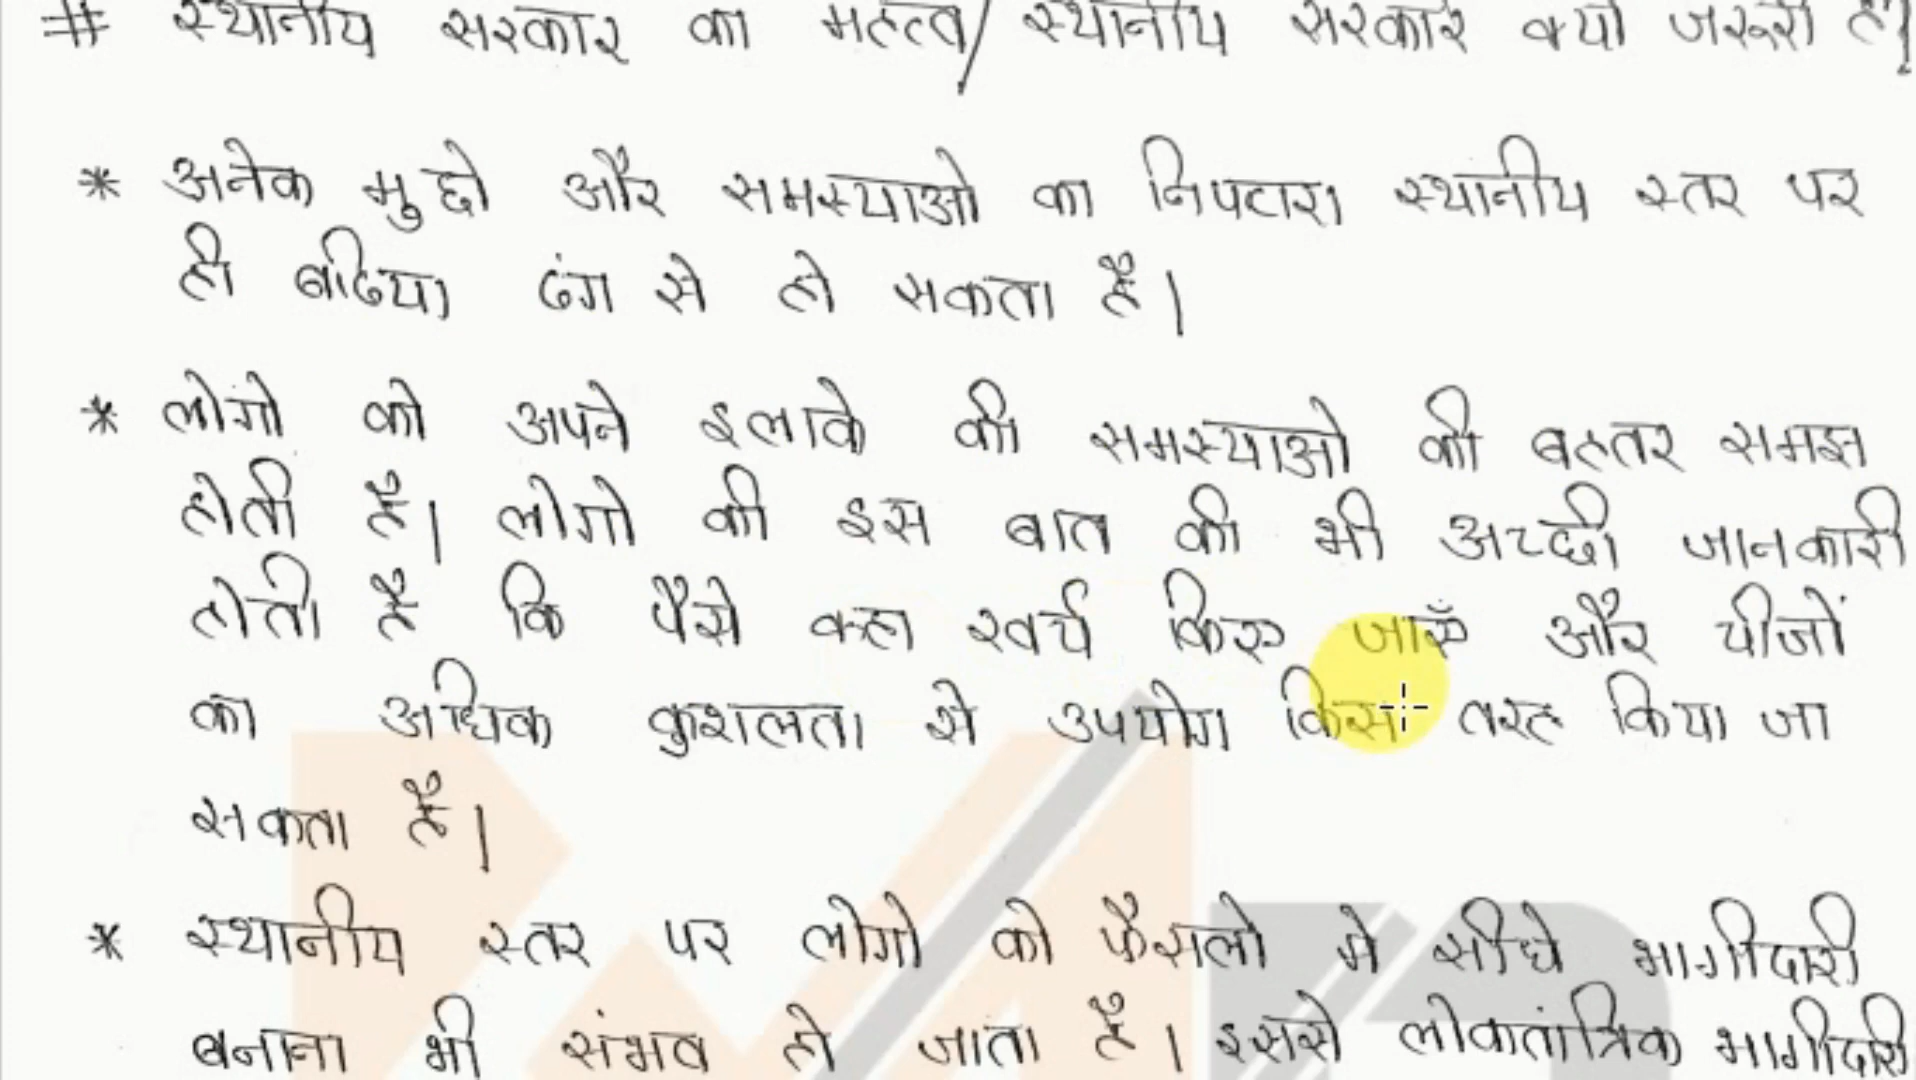 # स्थानीय सरकार का महत्व/ स्थानीय सरकार क्यो जरूरी है?
* अनेक मुद्दो और समस्याओ का निपटारा स्थानीय स्तर पर
ही बढिया ढंग से हो सकता है।
* लोगो को अपने इलाके की समस्याओ की बहतर समझ
होती है। लोगो की इस बात की भी अच्छी जानकारी
होती है कि पैसे कहा खर्च किए जाएँ और चीजों
का अधिक कुशलता से उपयोग किस तरह किया जा
सकता है।
* स्थानीय स्तर पर लोगो को फैसलो मे सीधे भागीदारी
बनाना भी संभव हो जाता है। इससे लोकतांत्रिक भागीदारी